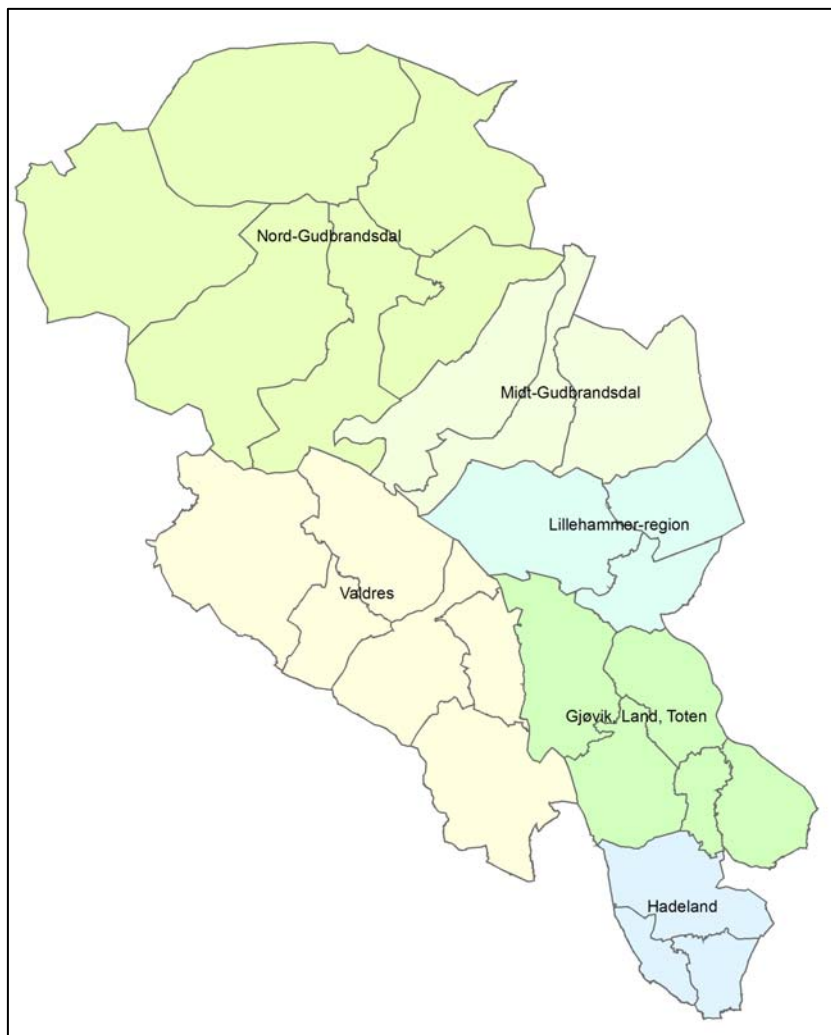 Nord-Gudbrandsdal
Midt-Gudbrandsdal
Lillehammer-region
Valdres
Gjøvik, Land, Toten
Hadeland